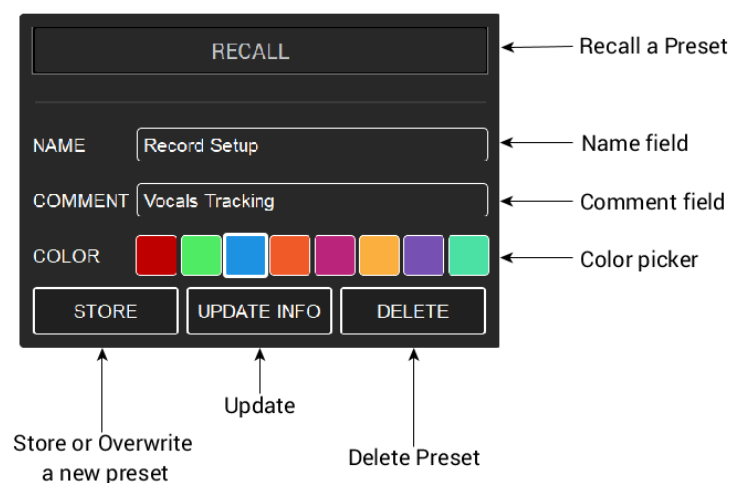 RECALL
Recall a Preset
NAME
Record Setup
Name field
COMMENT
Vocals Tracking
Comment field
COLOR
Color picker
STORE
UPDATE INFO
DELETE
Update
Store or Overwrite
a new preset
Delete Preset